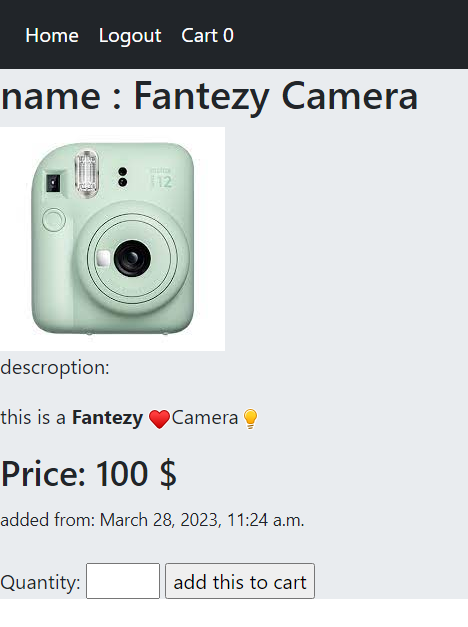 Home Logout Cart 0
name : Fantezy Camera
instax
12
descroption:
this is a Fantezy ❤️Camera💡
Price: 100 $
added from: March 28, 2023, 11:24 a.m.
Quantity: add this to cart